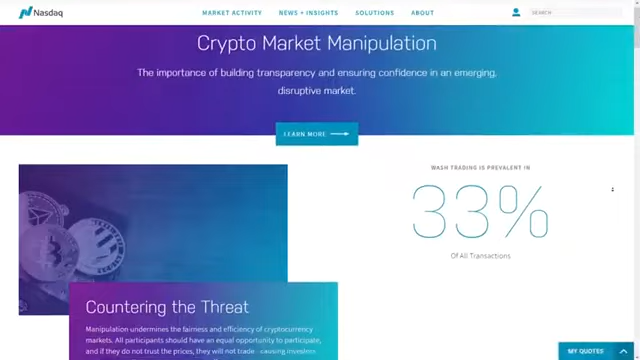 Nasdaq
MARKET ACTIVITY
NEWS + INSIGHTS
SOLUTIONS
ABOUT
SEARCH
Crypto Market Manipulation
The importance of building transparency and ensuring confidence in an emerging,
disruptive market.
LEARN MORE
WASH TRADING IS PREVALENT IN
33%
Of All Transactions
Countering the Threat
Manipulation undermines the fairness and efficiency of cryptocurrency
markets. All participants should have an equal opportunity to participate,
and if they do not trust the prices, they will not trade - causing investors
MY QUOTES